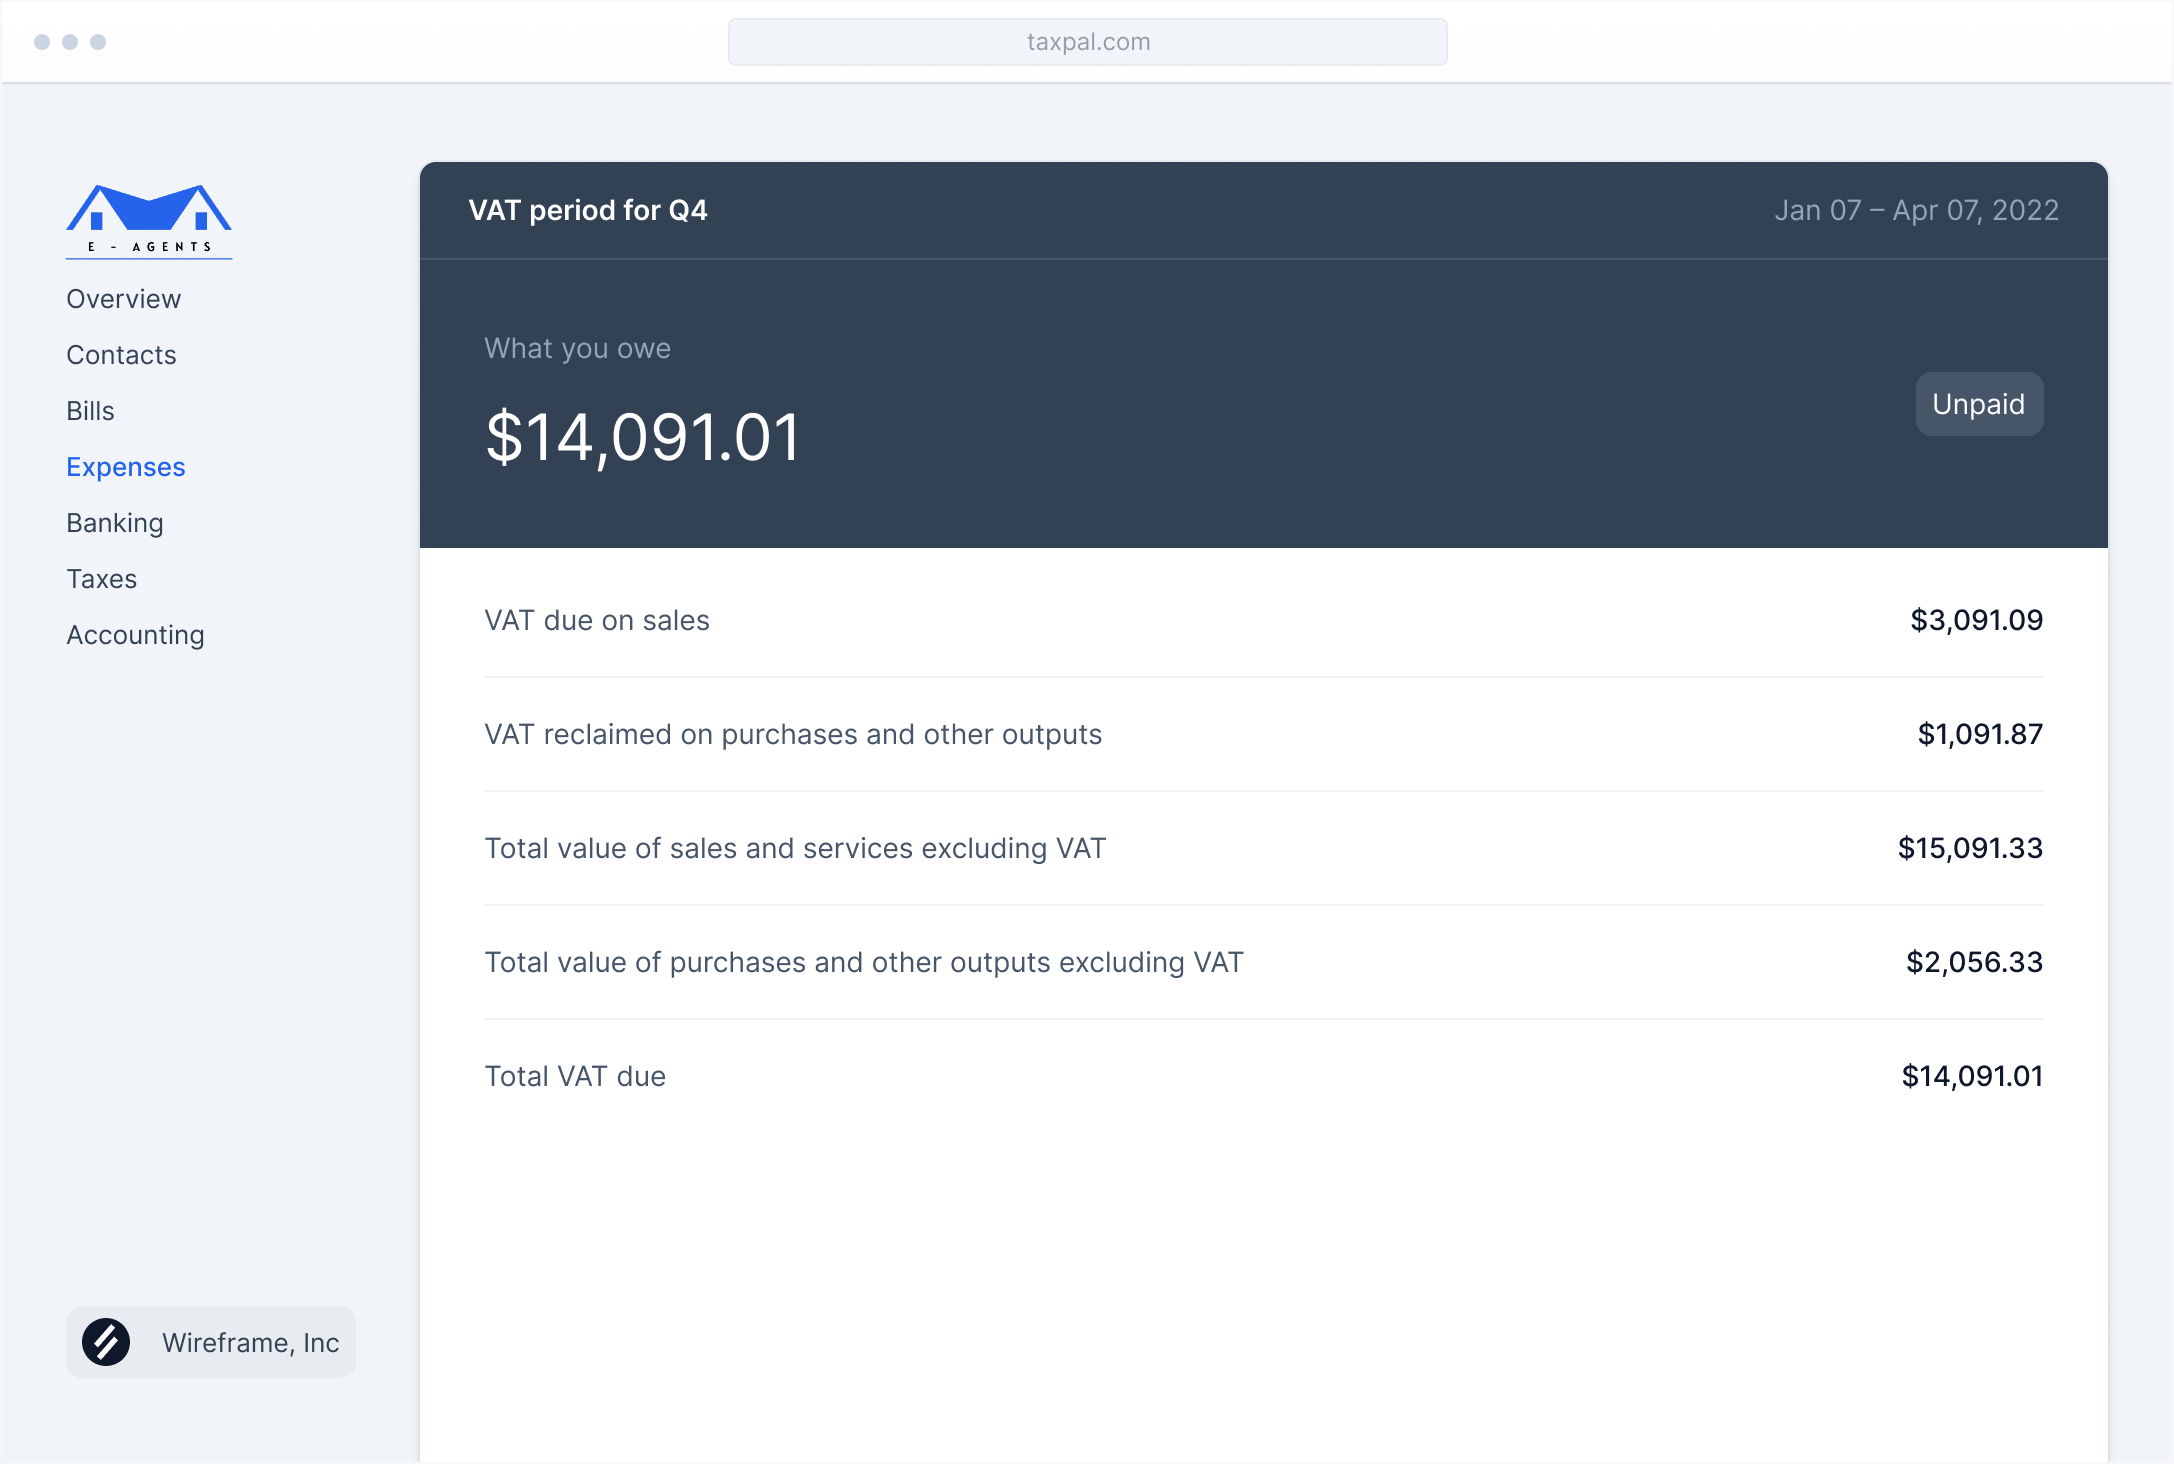 taxpal.com
E - AGENTS
Overview
Contacts
Bills
Expenses
Banking
Taxes
Accounting
Wireframe, Inc
VAT period for Q4
Jan 07 – Apr 07, 2022
What you owe
$14,091.01
Unpaid
VAT due on sales
$3,091.09
VAT reclaimed on purchases and other outputs
$1,091.87
Total value of sales and services excluding VAT
$15,091.33
Total value of purchases and other outputs excluding VAT
$2,056.33
Total VAT due
$14,091.01